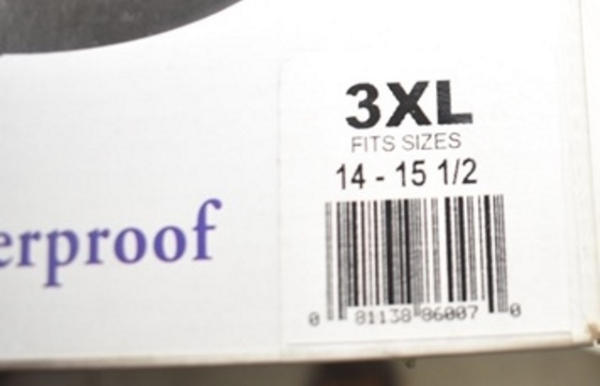 3XL
FITS SIZES
14 - 15 1/2
erproof
0 81138 86007 0